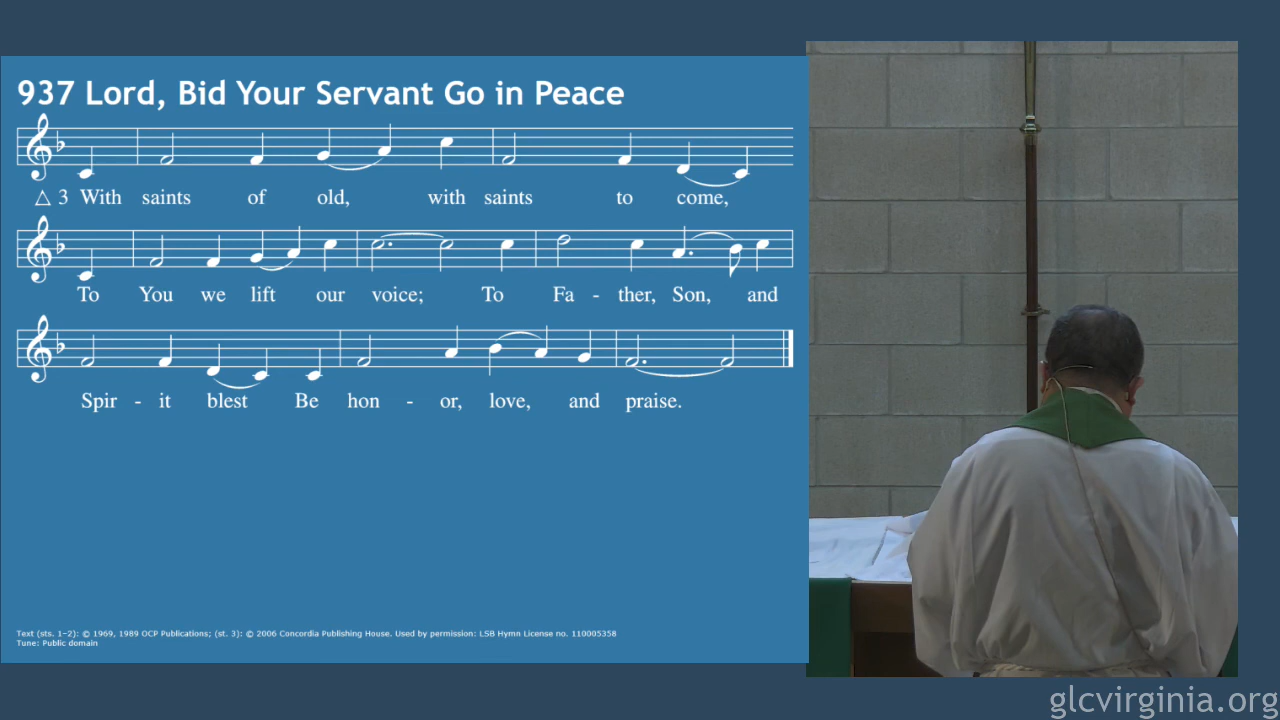 937 Lord, Bid Your Servant Go in Peace
△ 3 With saints of old, with saints to come,
To You we lift our voice; To Fa - ther, Son, and
Spir - it blest Be hon - or, love, and praise.
Text (sts. 1–2): © 1969, 1989 OCP Publications; (st. 3): © 2006 Concordia Publishing House. Used by permission: LSB Hymn License no. 110005358
Tune: Public domain
glcvirginia.org